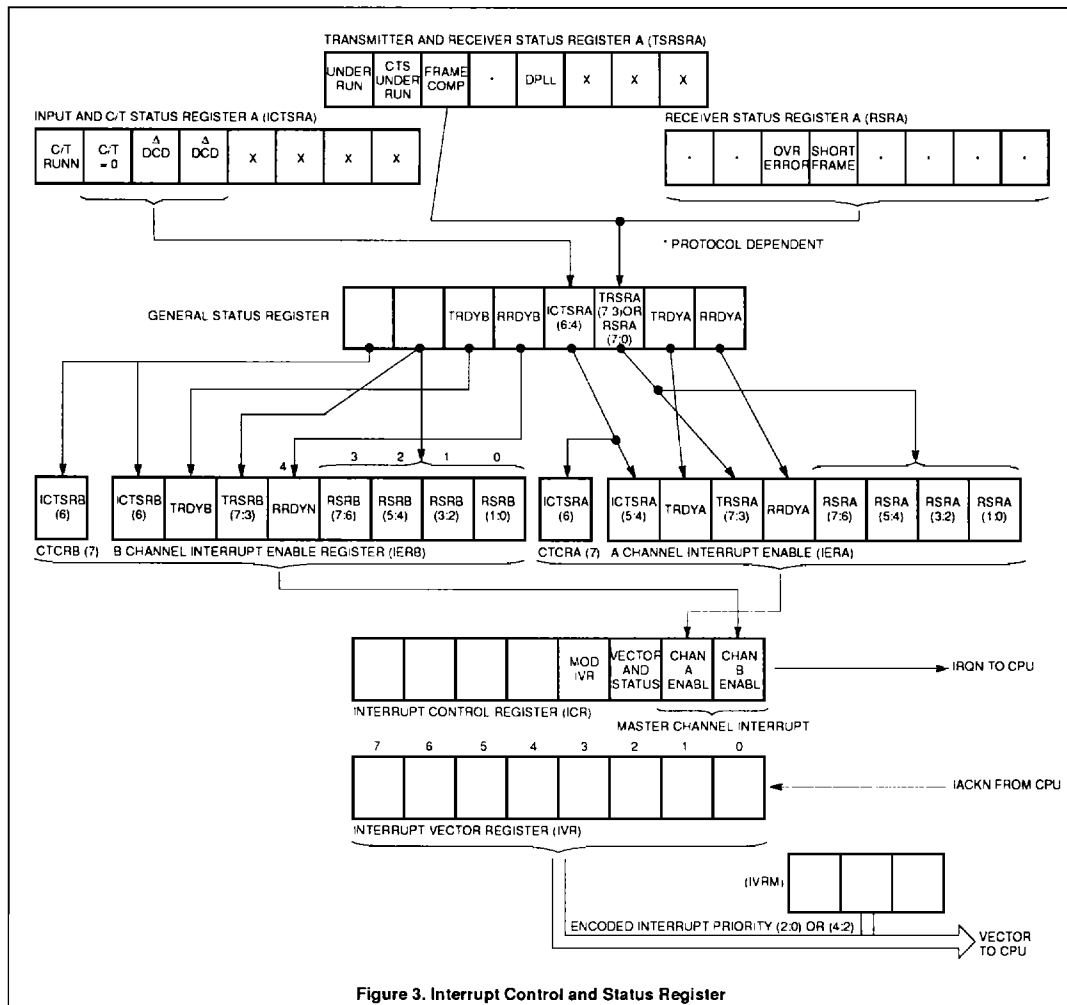 TRANSMITTER AND RECEIVER STATUS REGISTER A (TSRSRA)
UNDER RUN
CTS UNDER RUN
FRAME COMP
•
DPLL
X
X
X
INPUT AND C/T STATUS REGISTER A (ICTSRA)
C/T RUNN
C/T = 0
Δ DCD
Δ DCD
X
X
X
X
RECEIVER STATUS REGISTER A (RSRA)
•
•
OVR ERROR
SHORT FRAME
•
•
•
•
• PROTOCOL DEPENDENT
GENERAL STATUS REGISTER
TRDYB
RRDYB
ICTSRA (6:4)
TRSRA (7:3)OR RSRA (7:0)
TRDYA
RRDYA
4
3
2
1
0
ICTSRB (6)
ICTSRB (6)
TRDYB
TRSRB (7:3)
RRDYN
RSRB (7:6)
RSRB (5:4)
RSRB (3:2)
RSRB (1:0)
ICTSRA (6)
ICTSRA (5:4)
TRDYA
TRSRA (7:3)
RRDYA
RSRA (7:6)
RSRA (5:4)
RSRA (3:2)
RSRA (1:0)
CTCRB (7)
B CHANNEL INTERRUPT ENABLE REGISTER (IERB)
CTCRA (7)
A CHANNEL INTERRUPT ENABLE (IERA)
MOD IVR
VECTOR AND STATUS
CHAN A ENABL
CHAN B ENABL
IRQN TO CPU
INTERRUPT CONTROL REGISTER (ICR)
MASTER CHANNEL INTERRUPT
7 6 5 4 3 2 1 0
IACKN FROM CPU
INTERRUPT VECTOR REGISTER (IVR)
(IVRM)
ENCODED INTERRUPT PRIORITY (2:0) OR (4:2)
VECTOR TO CPU
Figure 3. Interrupt Control and Status Register